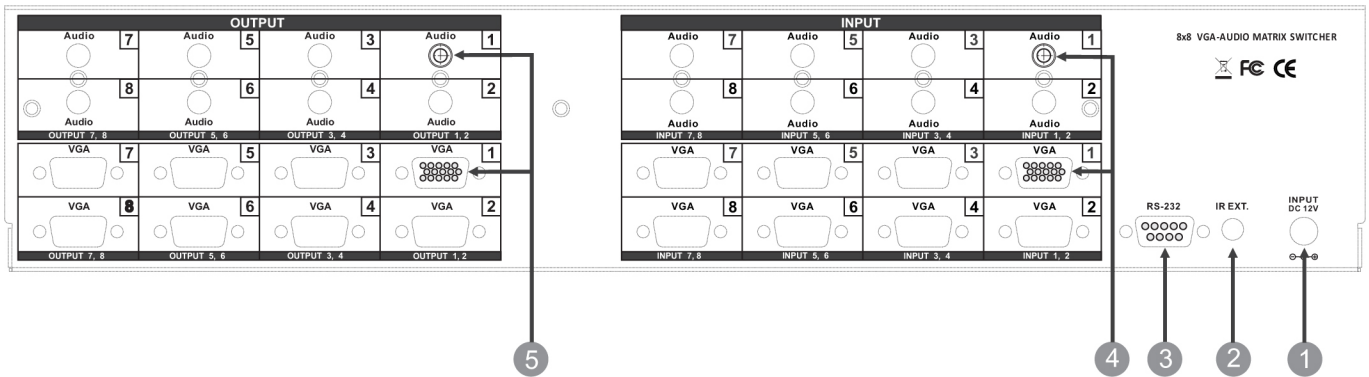 OUTPUT
INPUT
Audio 7 Audio 5 Audio 3 Audio 1
Audio 7 Audio 5 Audio 3 Audio 1
8x8 VGA-AUDIO MATRIX SWITCHER
FC CE
8 6 4 2
8 6 4 2
Audio Audio Audio Audio
Audio Audio Audio Audio
OUTPUT 7, 8 OUTPUT 5, 6 OUTPUT 3, 4 OUTPUT 1, 2
INPUT 7, 8 INPUT 5, 6 INPUT 3, 4 INPUT 1, 2
VGA 7 VGA 5 VGA 3 VGA 1
VGA 7 VGA 5 VGA 3 VGA 1
VGA 8 VGA 6 VGA 4 VGA 2
VGA 8 VGA 6 VGA 4 VGA 2
RS-232 IR EXT. INPUT
DC 12V
OUTPUT 7, 8 OUTPUT 5, 6 OUTPUT 3, 4 OUTPUT 1, 2
INPUT 7, 8 INPUT 5, 6 INPUT 3, 4 INPUT 1, 2
5 4 3 2 1